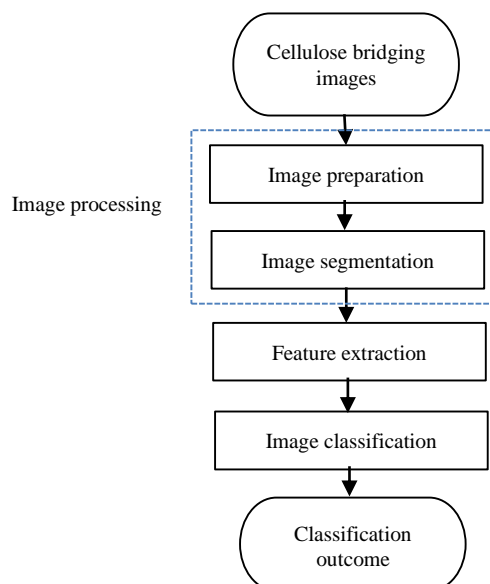 Cellulose bridging
images
Image preparation
Image processing
Image segmentation
Feature extraction
Image classification
Classification
outcome